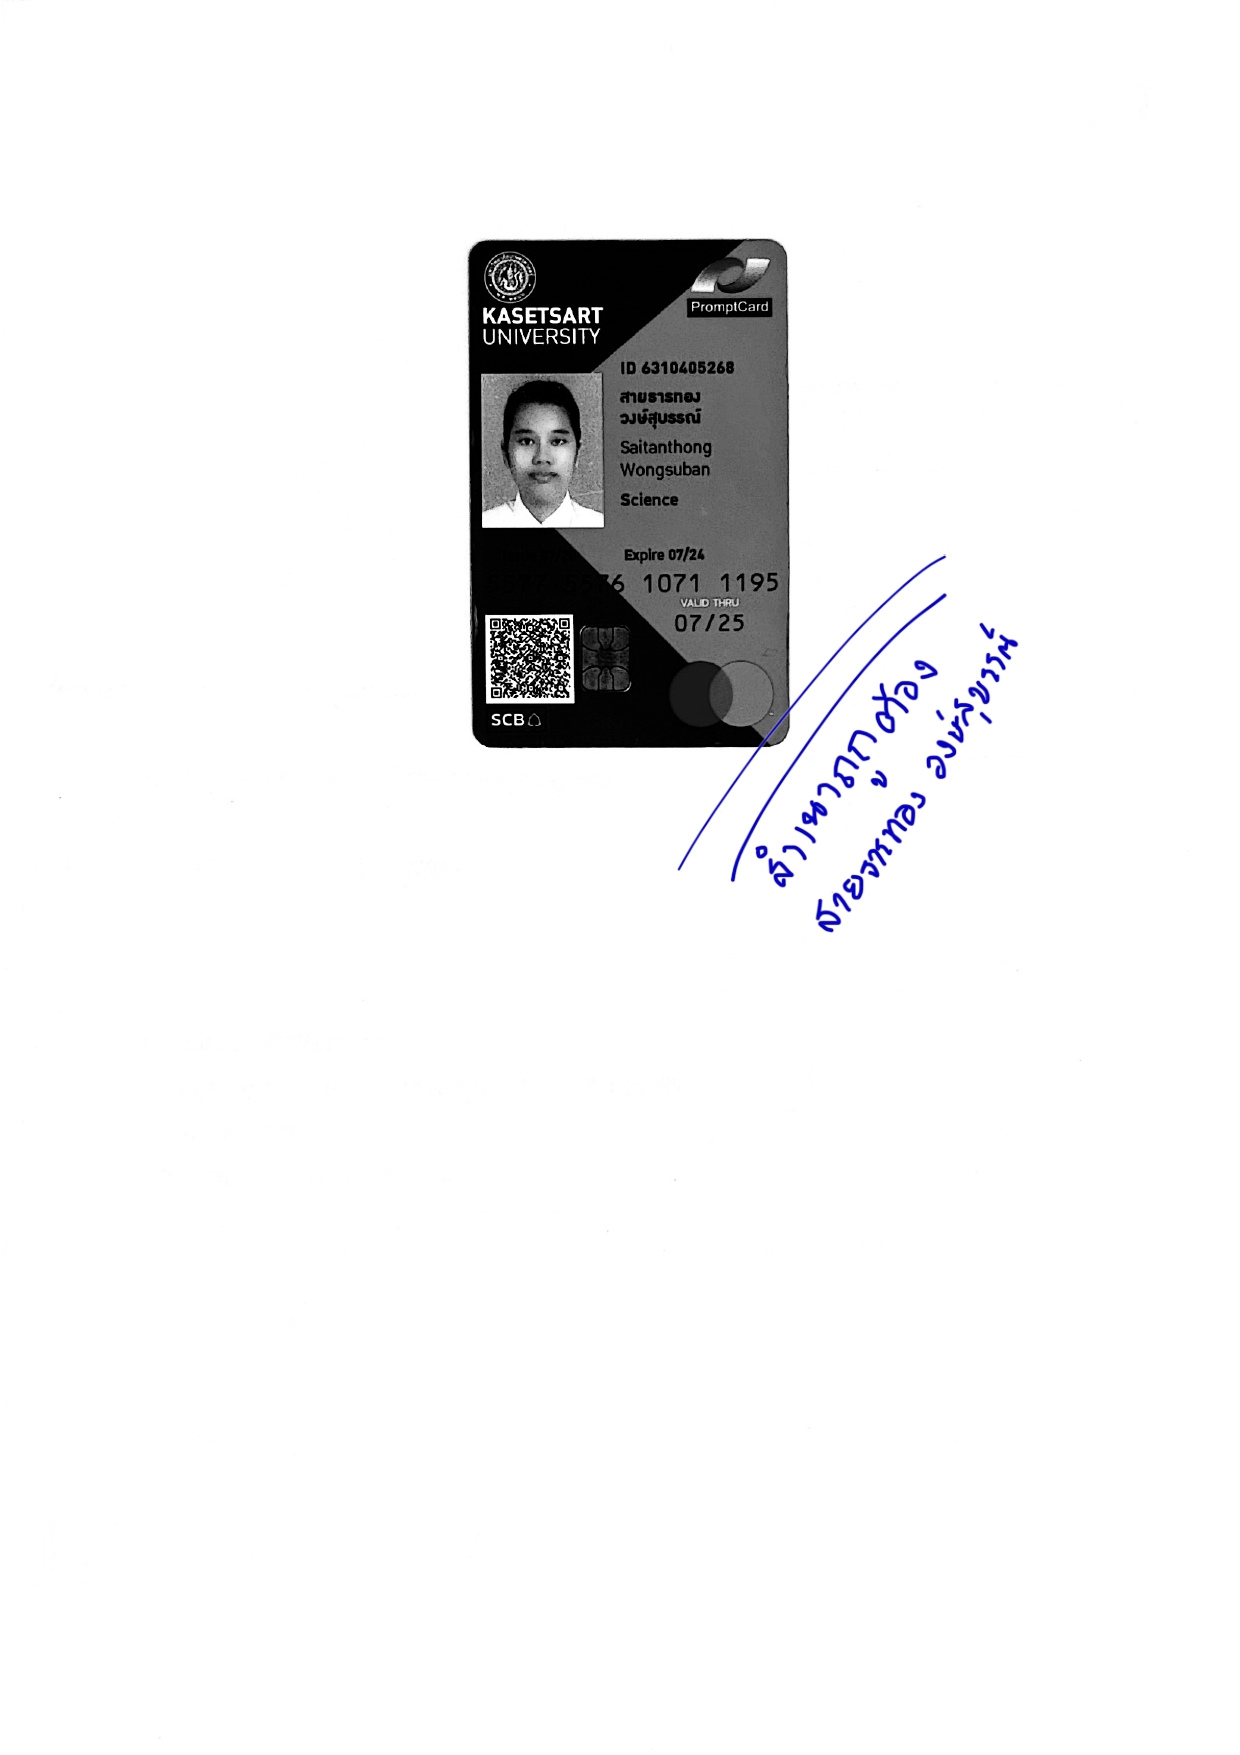 KASETSART
UNIVERSITY
PromptCard
ID 6310405268
สายธารทอง
วงษ์สุบรรณ์
Saitanthong
Wongsuban
Science
Expire 07/24
1071 1195
VALID THRU
07/25
SCB
สำเนาถูกต้อง
สายธารทอง วงษ์สุบรรณ์